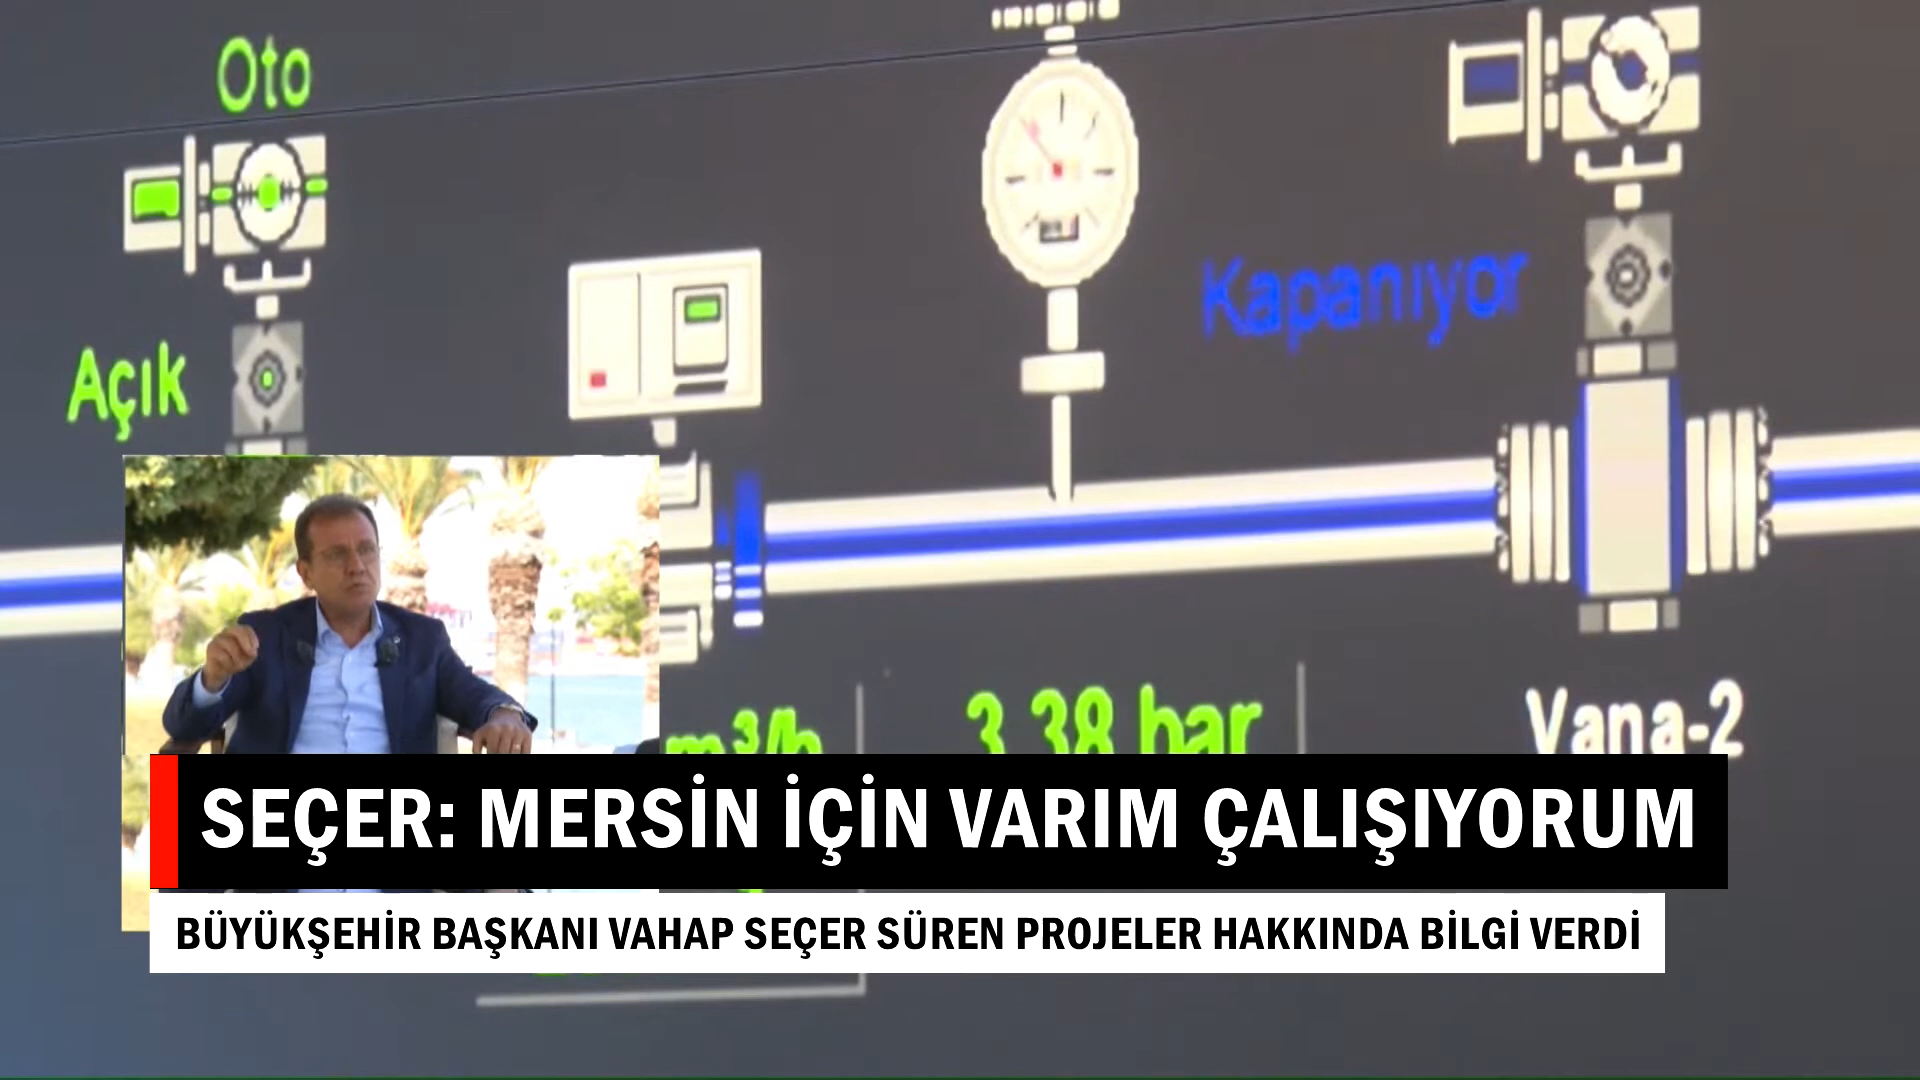 Oto
Açık
Kapanıyor
m³/h
3.38 bar
Vana-2
SEÇER: MERSİN İÇİN VARIM ÇALIŞIYORUM
BÜYÜKŞEHİR BAŞKANI VAHAP SEÇER SÜREN PROJELER HAKKINDA BİLGİ VERDİ